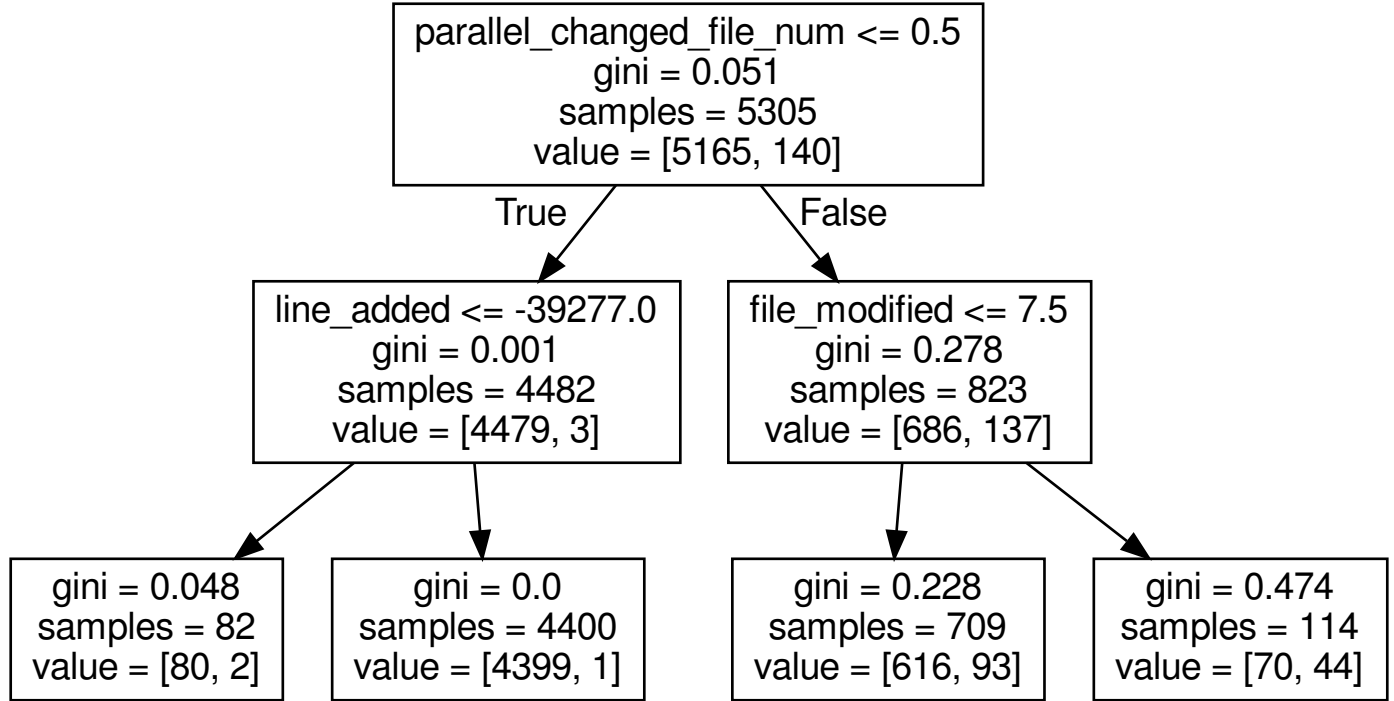 parallel_changed_file_num <= 0.5
gini = 0.051
samples = 5305
value = [5165, 140]
True
False
line_added <= -39277.0
gini = 0.001
samples = 4482
value = [4479, 3]
file_modified <= 7.5
gini = 0.278
samples = 823
value = [686, 137]
gini = 0.048
samples = 82
value = [80, 2]
gini = 0.0
samples = 4400
value = [4399, 1]
gini = 0.228
samples = 709
value = [616, 93]
gini = 0.474
samples = 114
value = [70, 44]